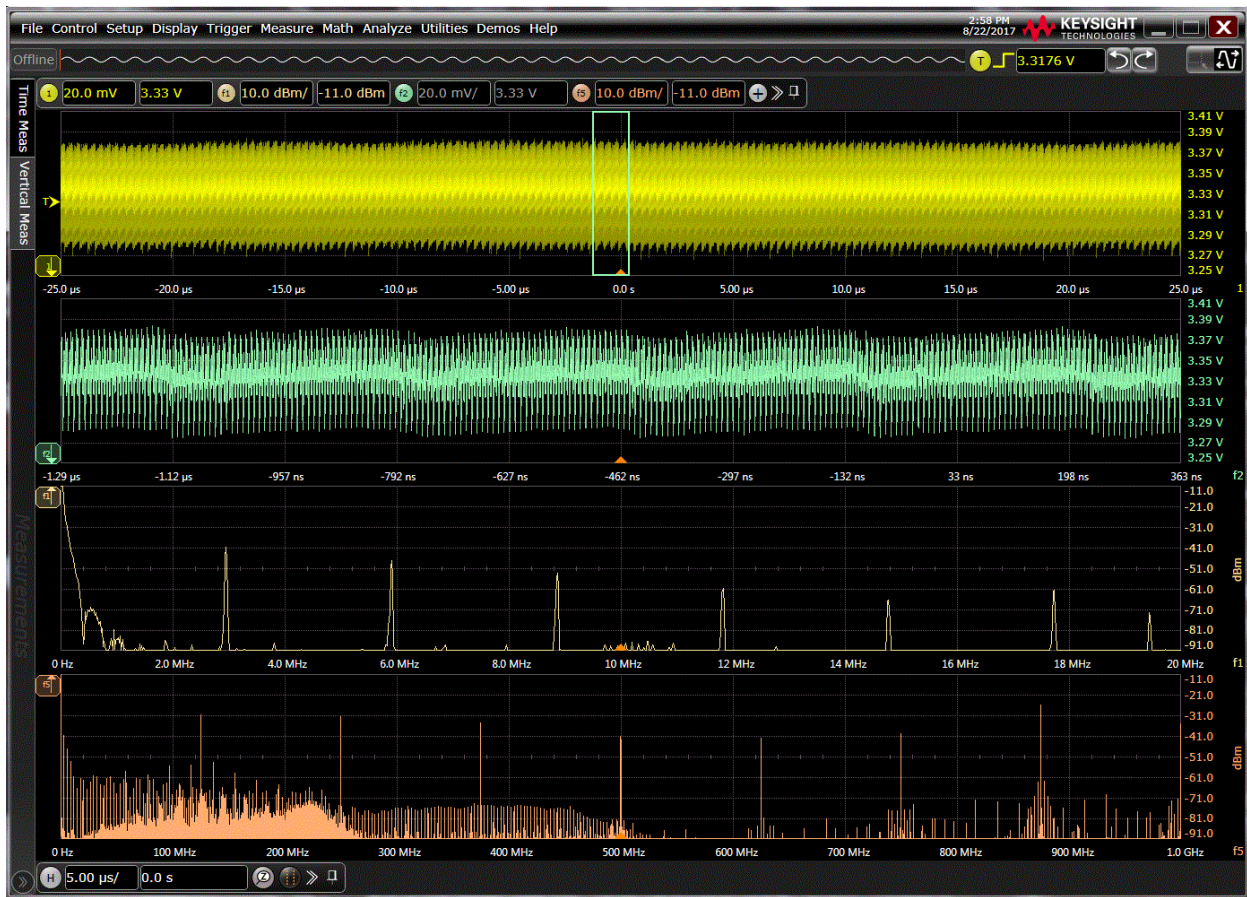 File Control Setup Display Trigger Measure Math Analyze Utilities Demos Help
2:58 PM
8/22/2017
KEYSIGHT
TECHNOLOGIES
X
Offline
T
3.3176 V
1 20.0 mV 3.33 V f1 10.0 dBm/ -11.0 dBm f2 20.0 mV/ 3.33 V f5 10.0 dBm/ -11.0 dBm
Time Meas
Vertical Meas
Measurements
3.41 V
3.39 V
3.37 V
3.35 V
3.33 V
3.31 V
3.29 V
3.27 V
3.25 V
T
1
-25.0 µs -20.0 µs -15.0 µs -10.0 µs -5.00 µs 0.0 s 5.00 µs 10.0 µs 15.0 µs 20.0 µs 25.0 µs 1
3.41 V
3.39 V
3.37 V
3.35 V
3.33 V
3.31 V
3.29 V
3.27 V
3.25 V
f2
-1.29 µs -1.12 µs -957 ns -792 ns -627 ns -462 ns -297 ns -132 ns 33 ns 198 ns 363 ns f2
f1
-11.0
-21.0
-31.0
-41.0
-51.0
-61.0
-71.0
-81.0
-91.0
dBm
0 Hz 2.0 MHz 4.0 MHz 6.0 MHz 8.0 MHz 10 MHz 12 MHz 14 MHz 16 MHz 18 MHz 20 MHz f1
f5
-11.0
-21.0
-31.0
-41.0
-51.0
-61.0
-71.0
-81.0
-91.0
dBm
0 Hz 100 MHz 200 MHz 300 MHz 400 MHz 500 MHz 600 MHz 700 MHz 800 MHz 900 MHz 1.0 GHz f5
H 5.00 µs/ 0.0 s Z